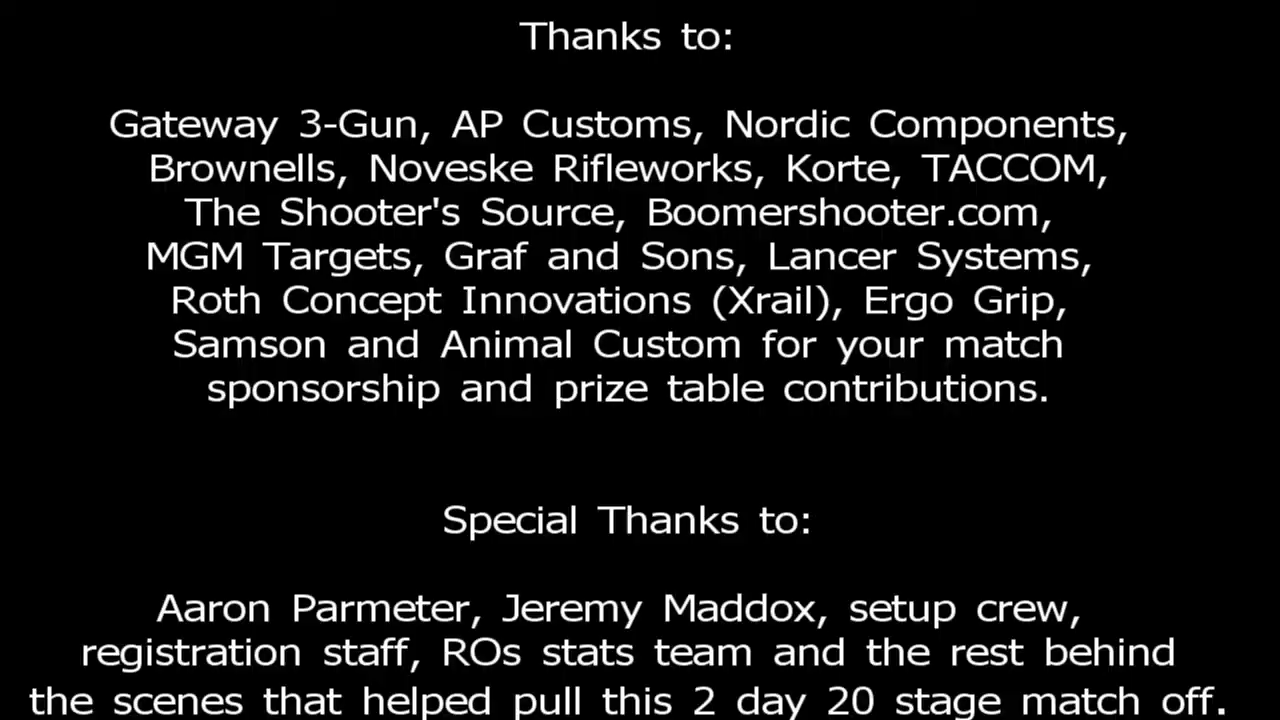 Thanks to:
Gateway 3-Gun, AP Customs, Nordic Components,
Brownells, Noveske Rifleworks, Korte, TACCOM,
The Shooter's Source, Boomershooter.com,
MGM Targets, Graf and Sons, Lancer Systems,
Roth Concept Innovations (Xrail), Ergo Grip,
Samson and Animal Custom for your match
sponsorship and prize table contributions.
Special Thanks to:
Aaron Parmeter, Jeremy Maddox, setup crew,
registration staff, ROs stats team and the rest behind
the scenes that helped pull this 2 day 20 stage match off.